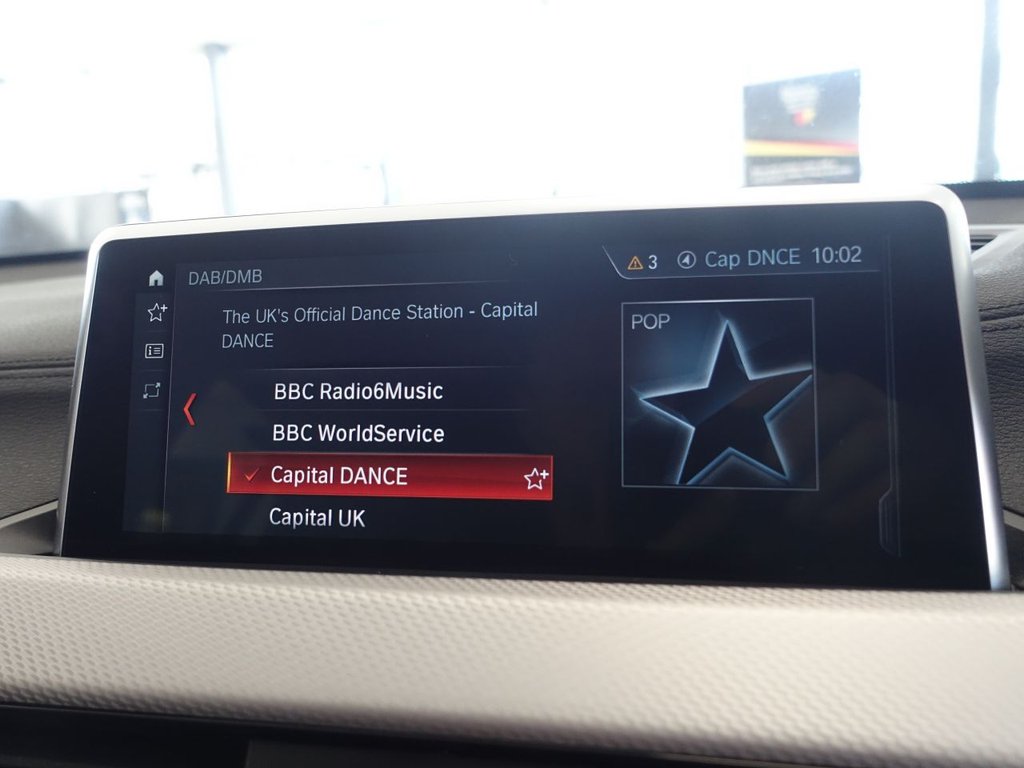 DAB/DMB
3
Cap DNCE 10:02
The UK's Official Dance Station - Capital
DANCE
POP
BBC Radio6Music
BBC WorldService
Capital DANCE
Capital UK